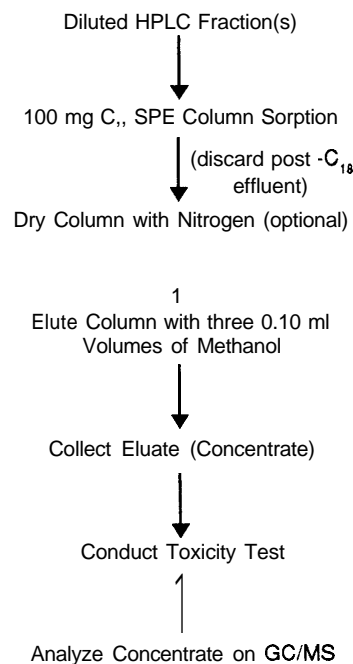 Diluted HPLC Fraction(s)
100 mg C,, SPE Column Sorption
(discard post -C18
effluent)
Dry Column with Nitrogen (optional)
1
Elute Column with three 0.10 ml
Volumes of Methanol
Collect Eluate (Concentrate)
Conduct Toxicity Test
Analyze Concentrate on GC/MS